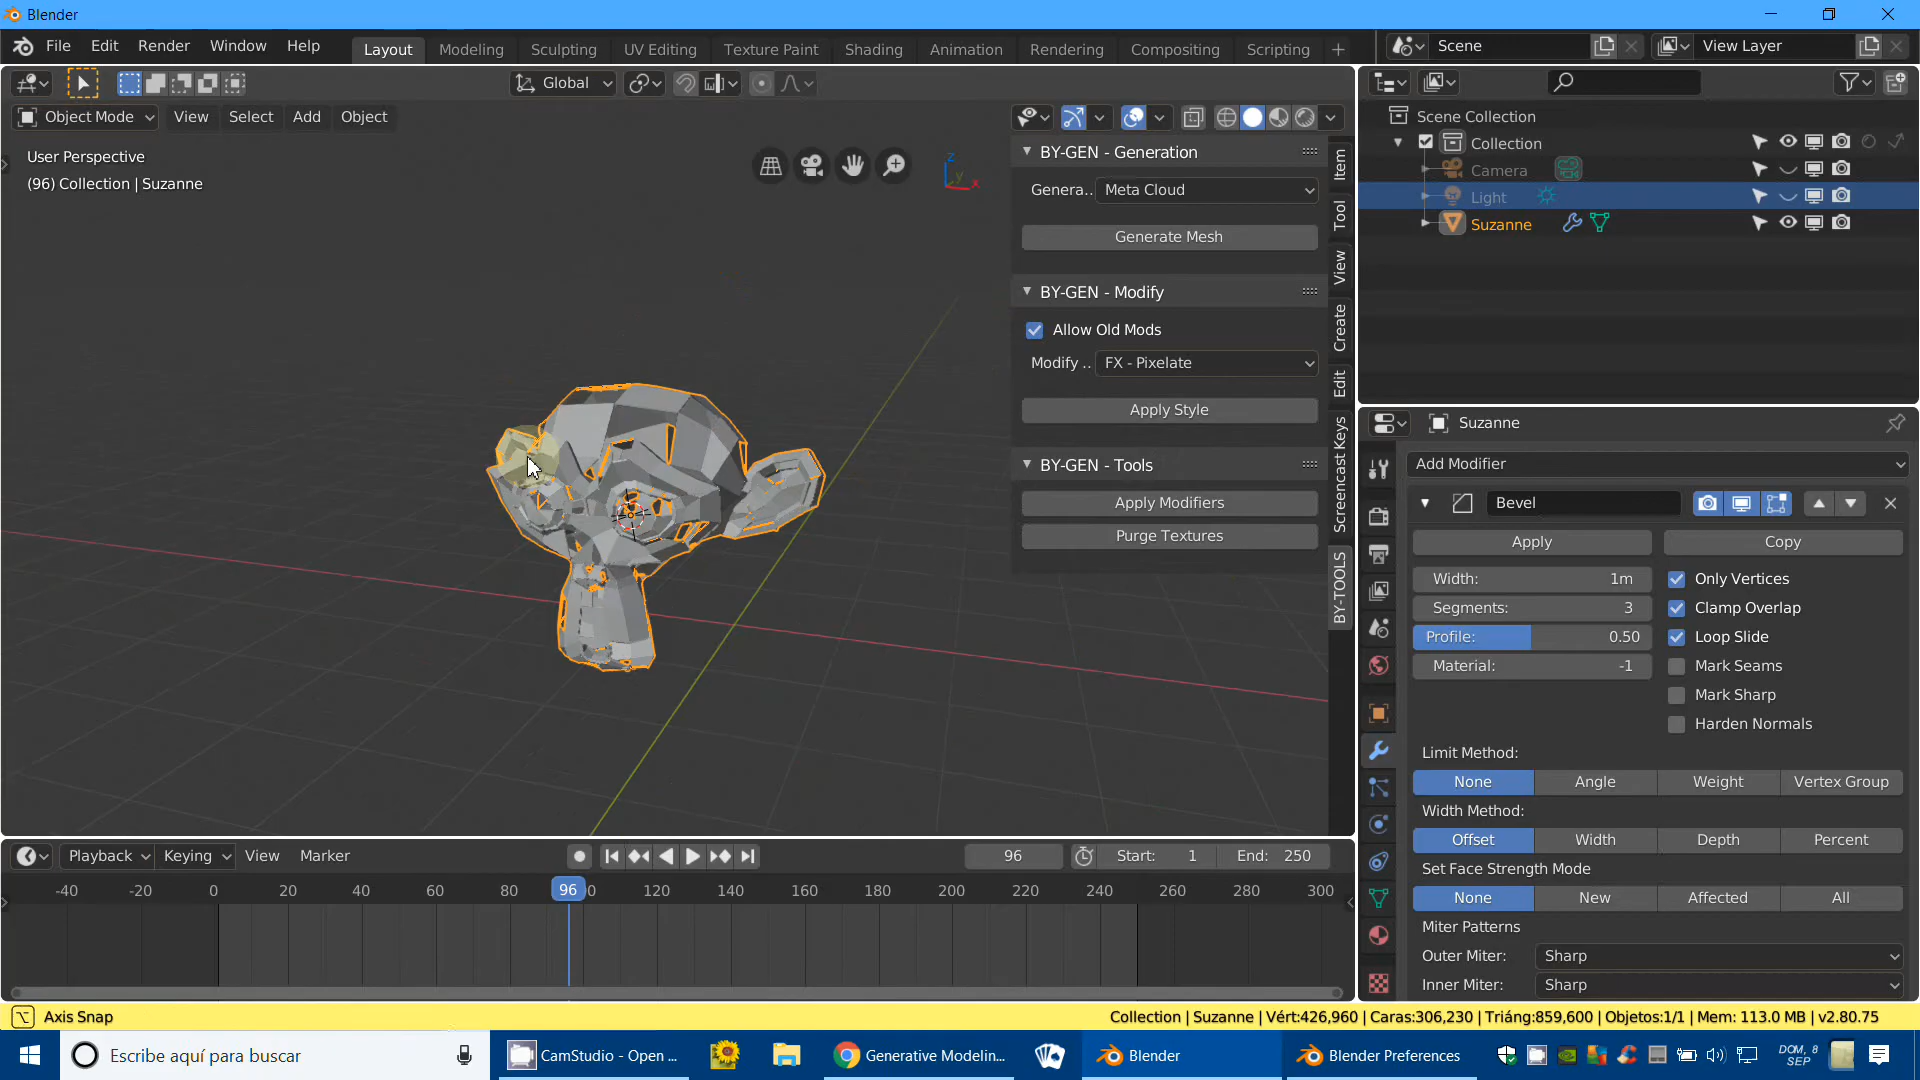 Blender
File Edit Render Window Help
Layout Modeling Sculpting UV Editing Texture Paint Shading Animation Rendering Compositing Scripting +
Scene
View Layer
Global
Object Mode View Select Add Object
User Perspective
(96) Collection | Suzanne
z
y
x
BY-GEN - Generation
Genera.. Meta Cloud
Generate Mesh
BY-GEN - Modify
Allow Old Mods
Modify .. FX - Pixelate
Apply Style
BY-GEN - Tools
Apply Modifiers
Purge Textures
Item
Tool
View
Create
Edit
Screencast Keys
BY-TOOLS
Scene Collection
Collection
Camera
Light
Suzanne
Suzanne
Add Modifier
Bevel
Apply Copy
Width: 1m
Segments: 3
Profile: 0.50
Material: -1
Only Vertices
Clamp Overlap
Loop Slide
Mark Seams
Mark Sharp
Harden Normals
Limit Method:
None Angle Weight Vertex Group
Width Method:
Offset Width Depth Percent
Set Face Strength Mode
None New Affected All
Miter Patterns
Outer Miter: Sharp
Inner Miter: Sharp
Playback Keying View Marker
96
Start: 1 End: 250
-40 -20 0 20 40 60 80 96 120 140 160 180 200 220 240 260 280 300
Axis Snap
Collection | Suzanne | Vért:426,960 | Caras:306,230 | Triáng:859,600 | Objetos:1/1 | Mem: 113.0 MB | v2.80.75
Escribe aquí para buscar
CamStudio - Open ...
Generative Modelin...
Blender
Blender Preferences
DOM., 8
SEP